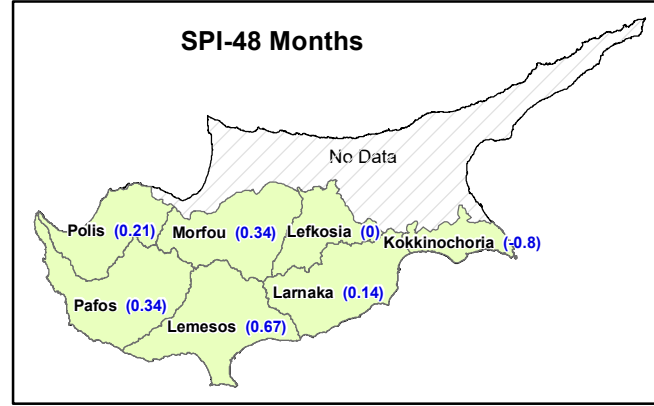 SPI-48 Months
No Data
Polis (0.21)
Morfou (0.34)
Lefkosia (0)
Kokkinochoria (-0.8)
Pafos (0.34)
Larnaka (0.14)
Lemesos (0.67)